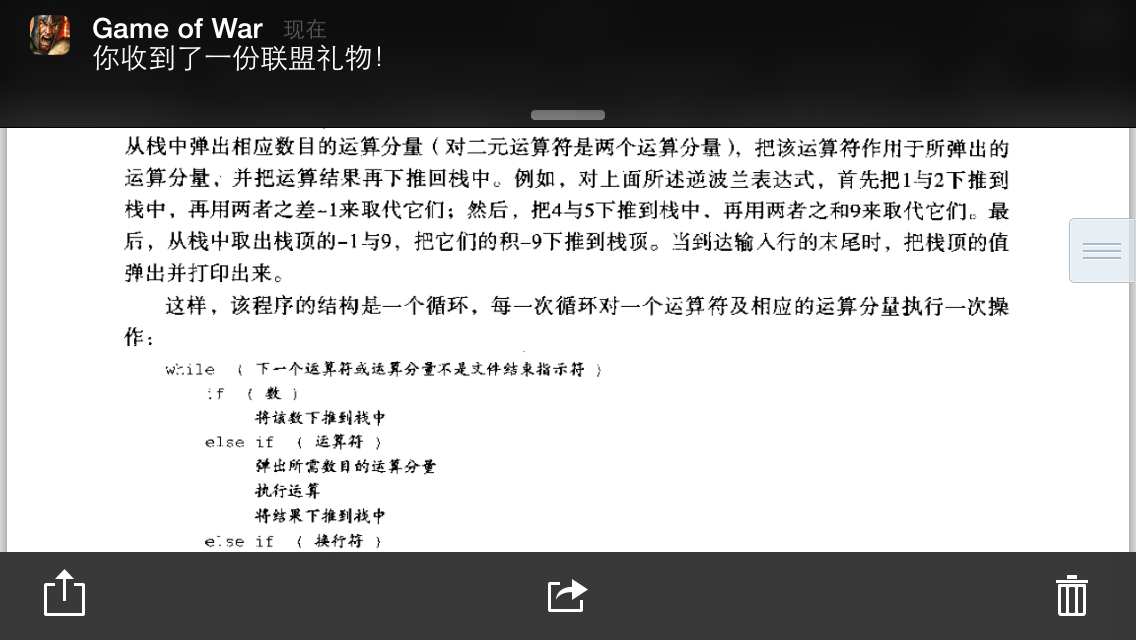 Game of War 现在
你收到了一份联盟礼物！
从栈中弹出相应数目的运算分量（对二元运算符是两个运算分量），把该运算符作用于所弹出的
运算分量，并把运算结果再下推回栈中。例如，对上面所述逆波兰表达式，首先把1与2下推到
栈中，再用两者之差-1来取代它们；然后，把4与5下推到栈中，再用两者之和9来取代它们。最
后，从栈中取出栈顶的-1与9，把它们的积-9下推到栈顶。当到达输入行的末尾时，把栈顶的值
弹出并打印出来。
这样，该程序的结构是一个循环，每一次循环对一个运算符及相应的运算分量执行一次操
作：
while （ 下一个运算符或运算分量不是文件结束指示符 ）
if （ 数 ）
将该数下推到栈中
else if （ 运算符 ）
弹出所需数目的运算分量
执行运算
将结果下推到栈中
else if （ 换行符 ）